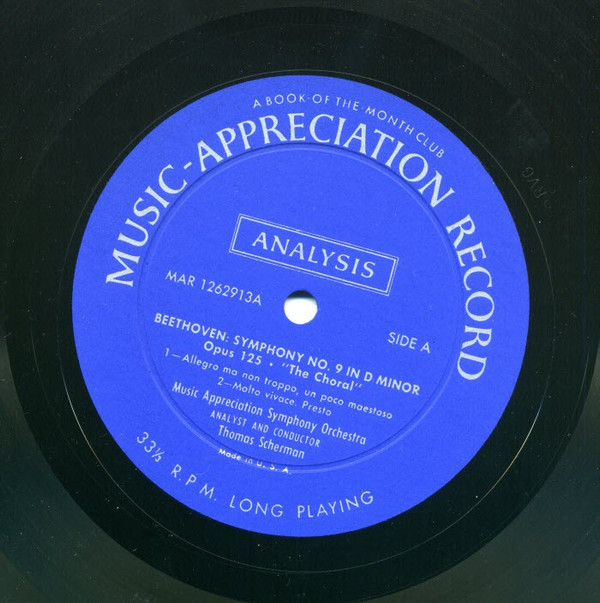 A BOOK-OF-THE-MONTH CLUB
MUSIC-APPRECIATION RECORD
ANALYSIS
MAR 1262913A
SIDE A
BEETHOVEN: SYMPHONY NO. 9 IN D MINOR
Opus 125 • "The Choral"
1—Allegro ma non troppo, un poco maestoso
2—Molto vivace, Presto
Music Appreciation Symphony Orchestra
ANALYST AND CONDUCTOR
Thomas Scherman
Made in U. S. A.
33⅓ R.P.M. LONG PLAYING
RVG